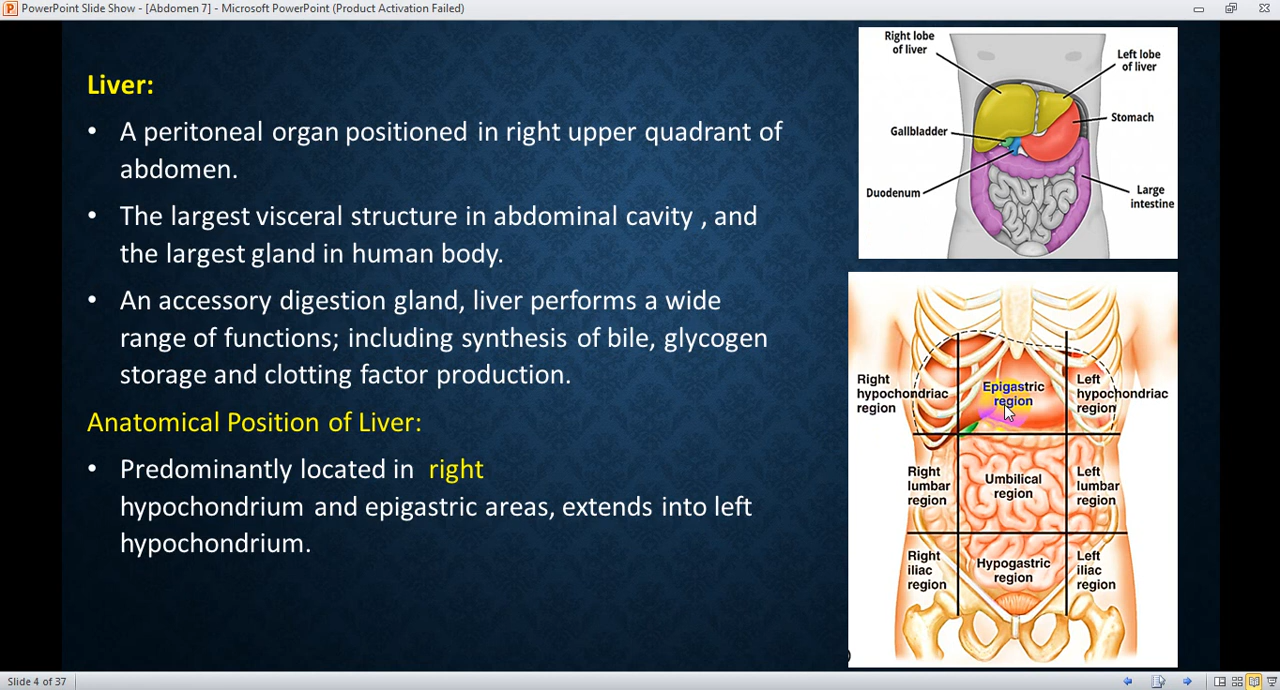 PowerPoint Slide Show - [Abdomen 7] - Microsoft PowerPoint (Product Activation Failed)
Liver:
• A peritoneal organ positioned in right upper quadrant of
abdomen.
• The largest visceral structure in abdominal cavity , and
the largest gland in human body.
• An accessory digestion gland, liver performs a wide
range of functions; including synthesis of bile, glycogen
storage and clotting factor production.
Anatomical Position of Liver:
• Predominantly located in right
hypochondrium and epigastric areas, extends into left
hypochondrium.
Right lobe
of liver
Left lobe
of liver
Gallbladder
Stomach
Duodenum
Large
intestine
Right
hypochondriac
region
Epigastric
region
Left
hypochondriac
region
Right
lumbar
region
Umbilical
region
Left
lumbar
region
Right
iliac
region
Hypogastric
region
Left
iliac
region
Slide 4 of 37